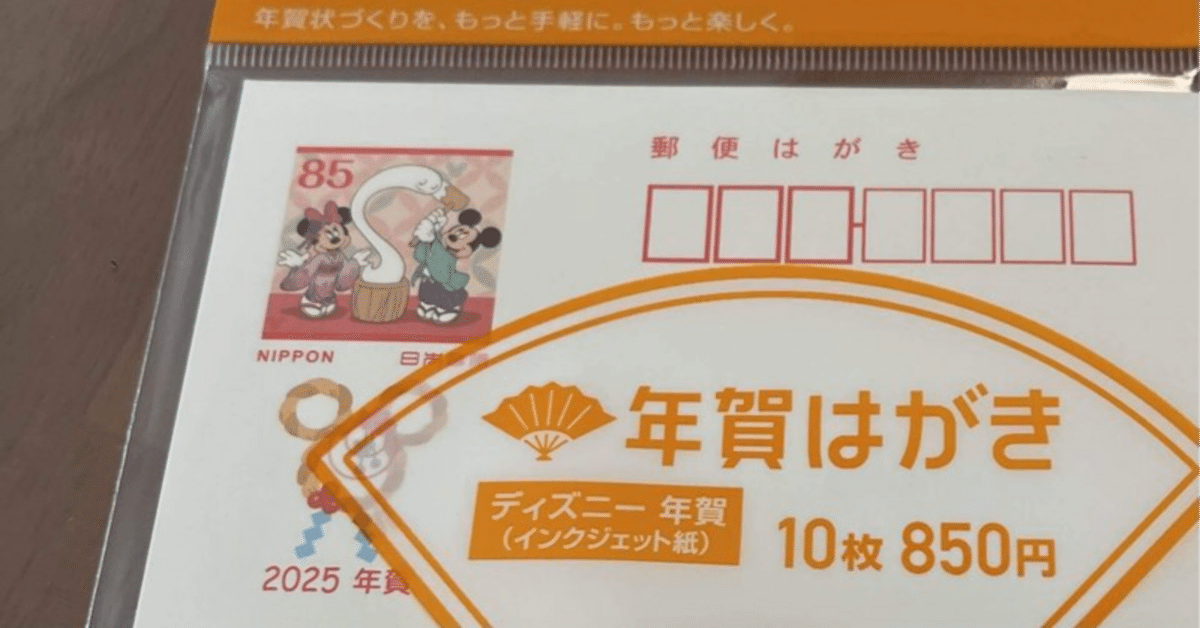 年賀状づくりを、もっと手軽に。もっと楽しく。
郵便はがき
85
NIPPON
年賀はがき
ディズニー 年賀
(インクジェット紙)
10枚 850円
2025 年賀